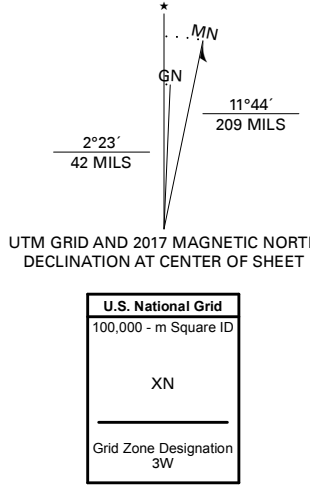 ★
MN
GN
11°44´
209 MILS
2°23´
42 MILS
UTM GRID AND 2017 MAGNETIC NORTH
DECLINATION AT CENTER OF SHEET
U.S. National Grid
100,000 - m Square ID
XN
Grid Zone Designation
3W